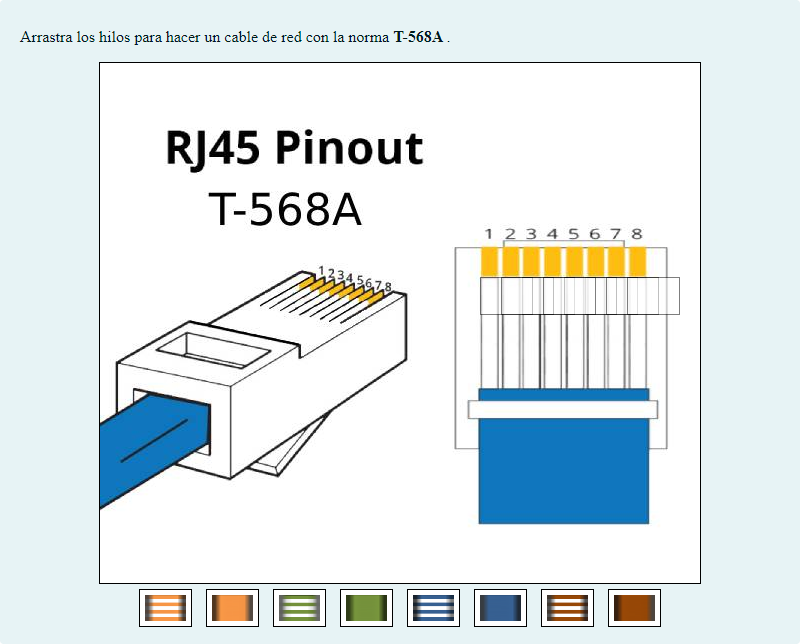 Arrastra los hilos para hacer un cable de red con la norma T-568A .
RJ45 Pinout
T-568A
1 2 3 4 5 6 7 8
1 2 3 4 5 6 7 8